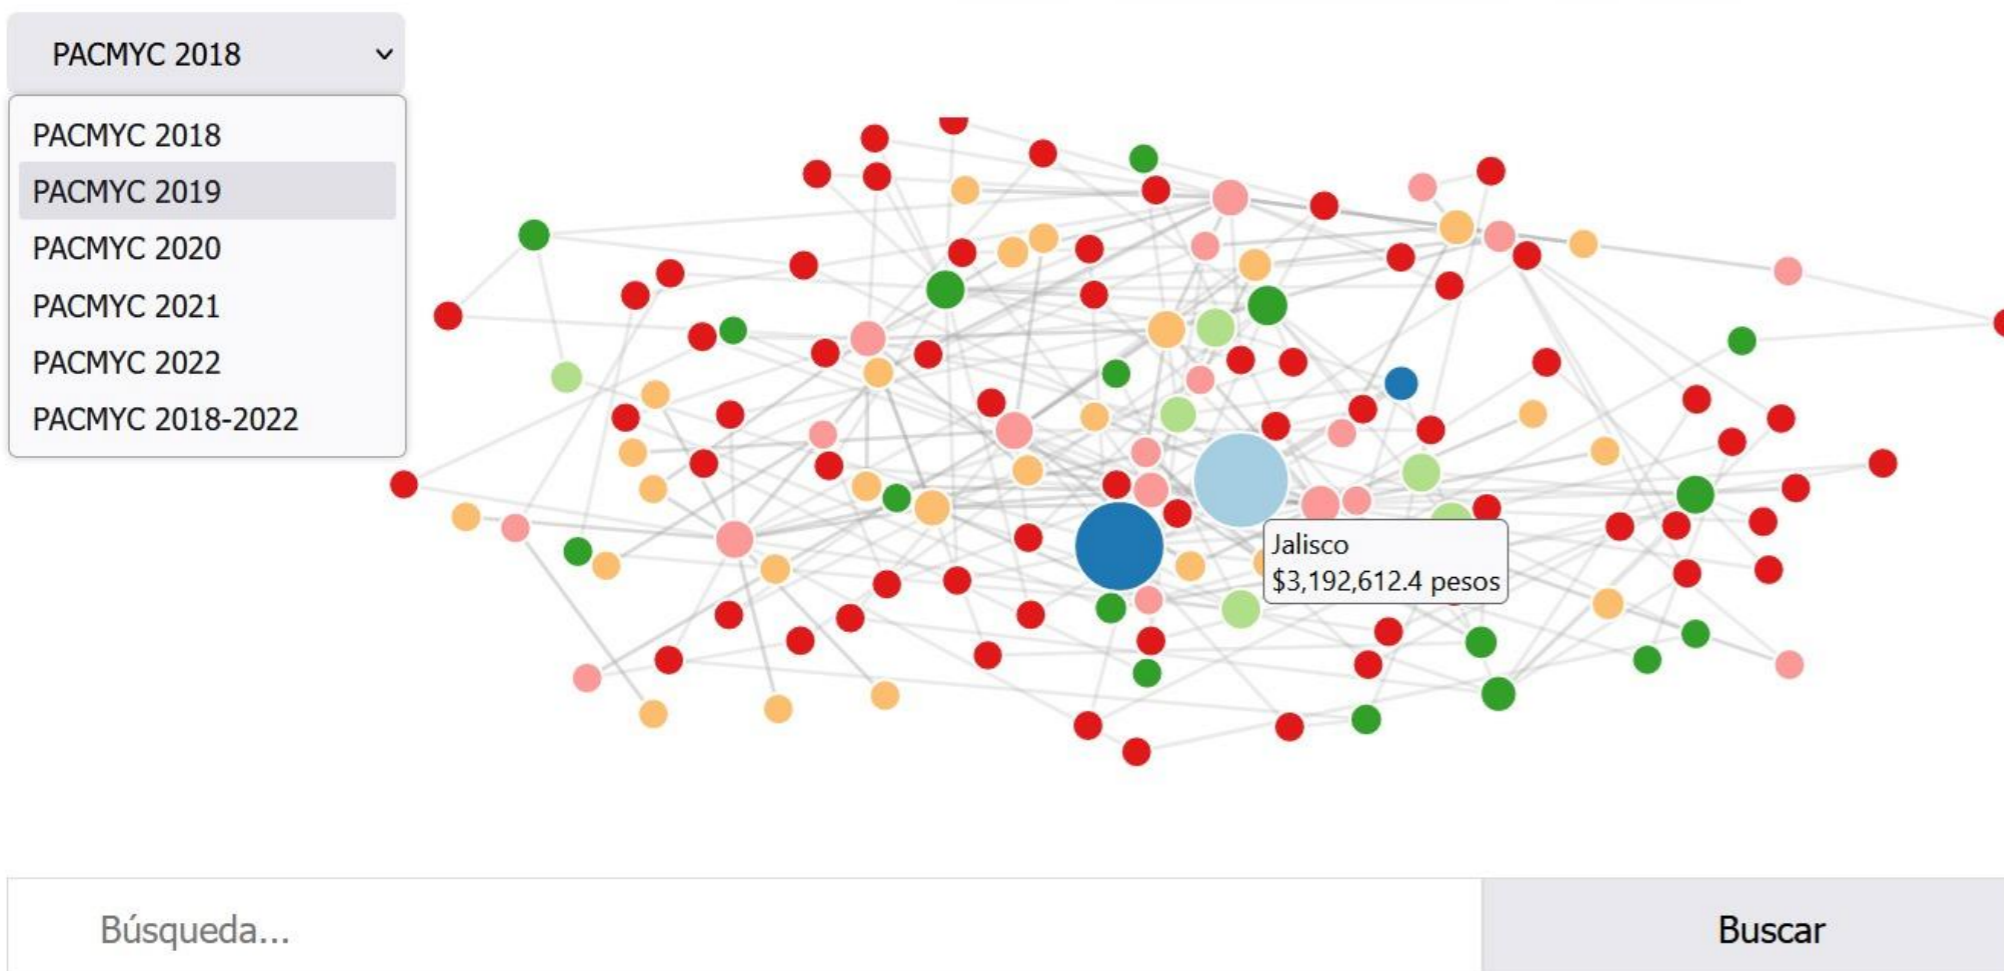 PACMYC 2018
PACMYC 2018
PACMYC 2019
PACMYC 2020
PACMYC 2021
PACMYC 2022
PACMYC 2018-2022
Jalisco
$3,192,612.4 pesos
Búsqueda...
Buscar